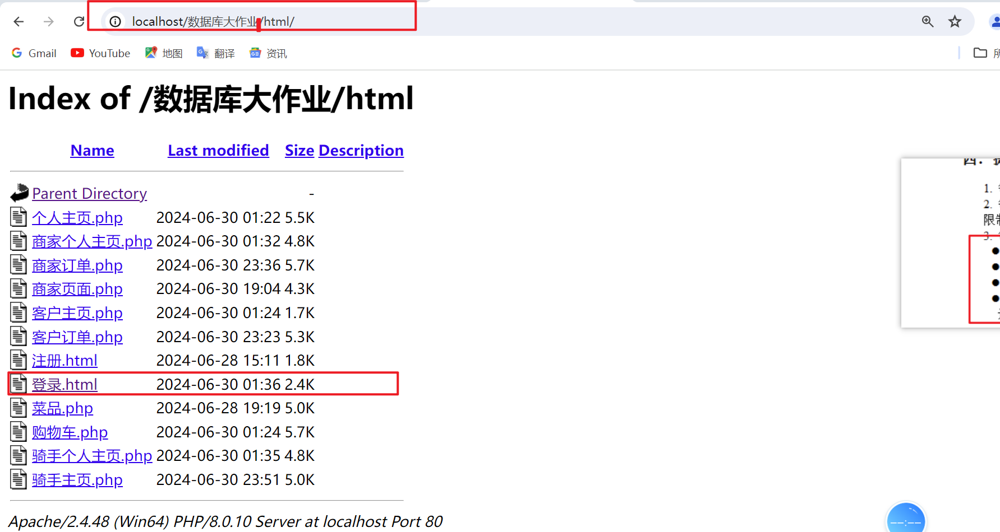 localhost/数据库大作业/html/
Gmail YouTube 地图 翻译 资讯
Index of /数据库大作业/html
Name Last modified Size Description
Parent Directory -
个人主页.php 2024-06-30 01:22 5.5K
商家个人主页.php 2024-06-30 01:32 4.8K
商家订单.php 2024-06-30 23:36 5.7K
商家页面.php 2024-06-30 19:04 4.3K
客户主页.php 2024-06-30 01:24 1.7K
客户订单.php 2024-06-30 23:23 5.3K
注册.html 2024-06-28 15:11 1.8K
登录.html 2024-06-30 01:36 2.4K
菜品.php 2024-06-28 19:19 5.0K
购物车.php 2024-06-30 01:24 5.7K
骑手个人主页.php 2024-06-30 01:35 4.8K
骑手主页.php 2024-06-30 23:51 5.0K
Apache/2.4.48 (Win64) PHP/8.0.10 Server at localhost Port 80
1.
2.
3.
--:--